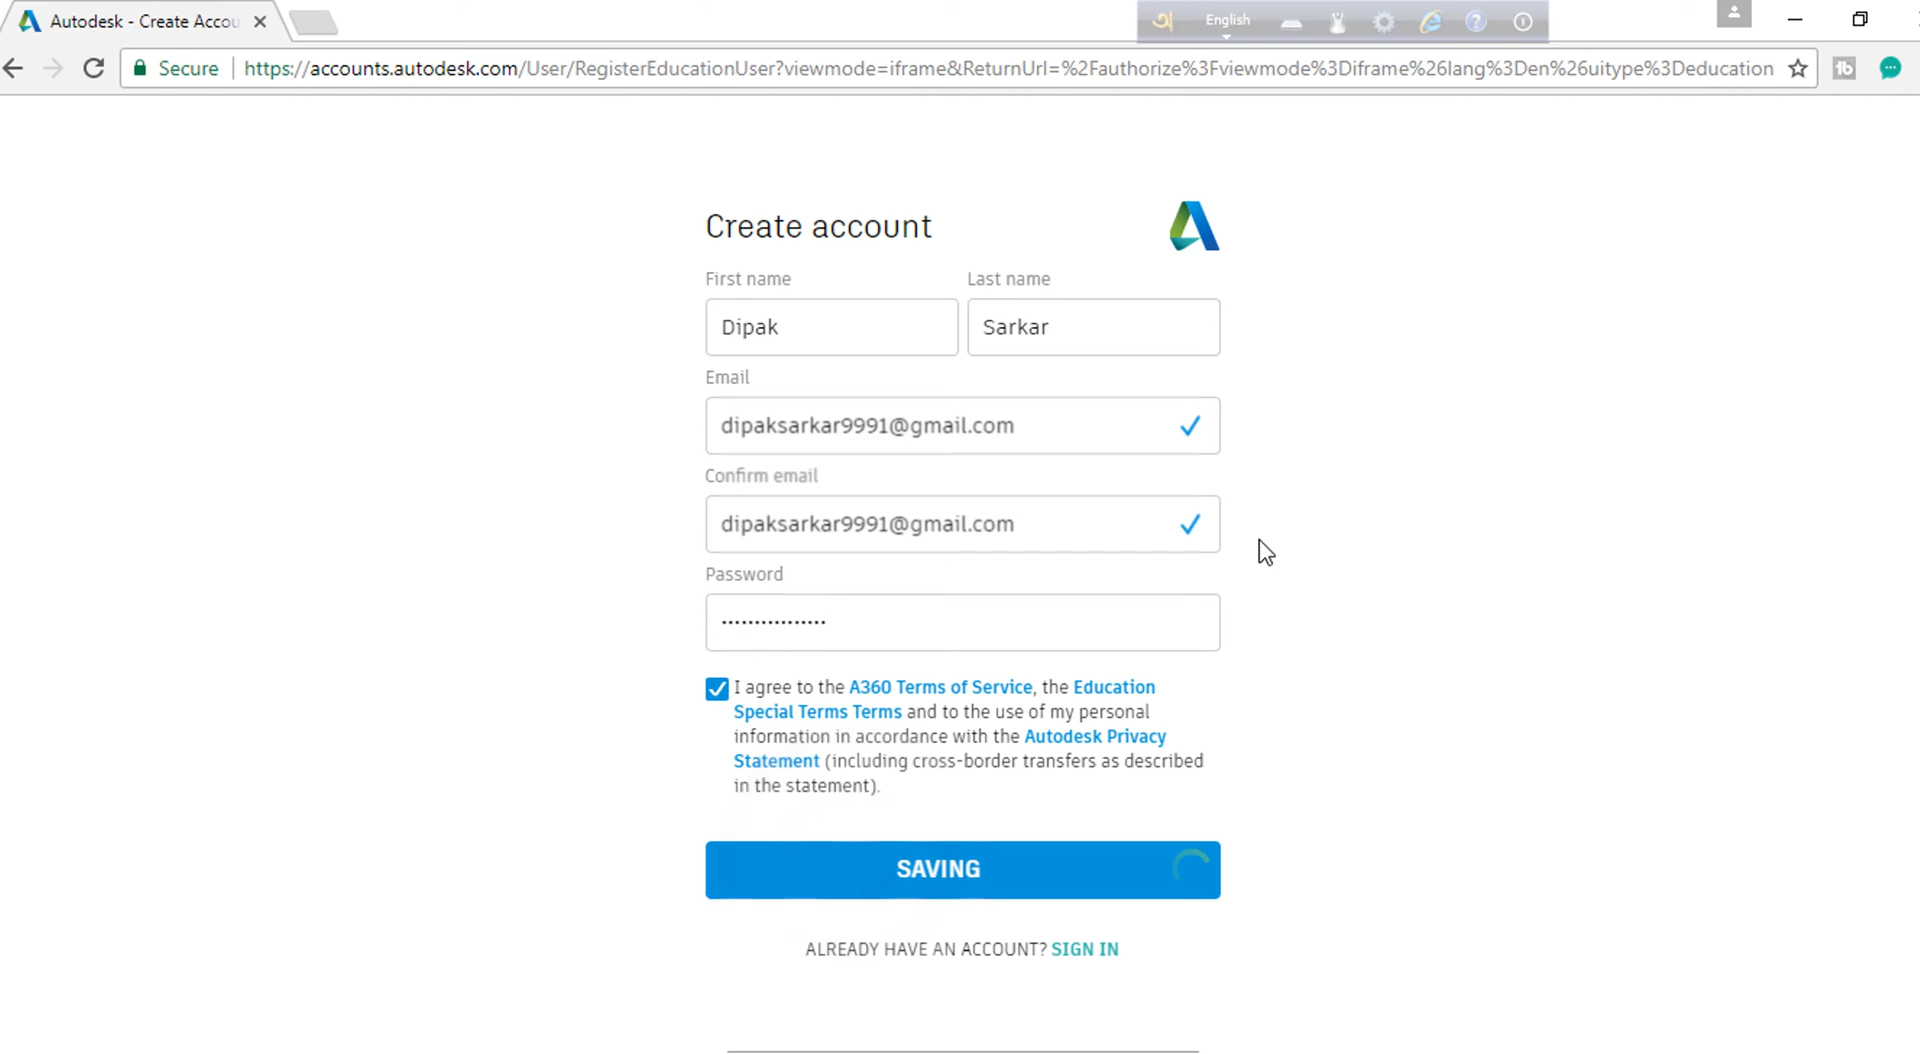 Autodesk - Create Accou
English
Secure
https://accounts.autodesk.com/User/RegisterEducationUser?viewmode=iframe&ReturnUrl=%2Fauthorize%3Fviewmode%3Diframe%26lang%3Den%26uitype%3Deducation
Create account
First name Last name
Dipak Sarkar
Email
dipaksarkar9991@gmail.com
Confirm email
dipaksarkar9991@gmail.com
Password
••••••••••••••••
I agree to the A360 Terms of Service, the Education
Special Terms Terms and to the use of my personal
information in accordance with the Autodesk Privacy
Statement (including cross-border transfers as described
in the statement).
SAVING
ALREADY HAVE AN ACCOUNT? SIGN IN